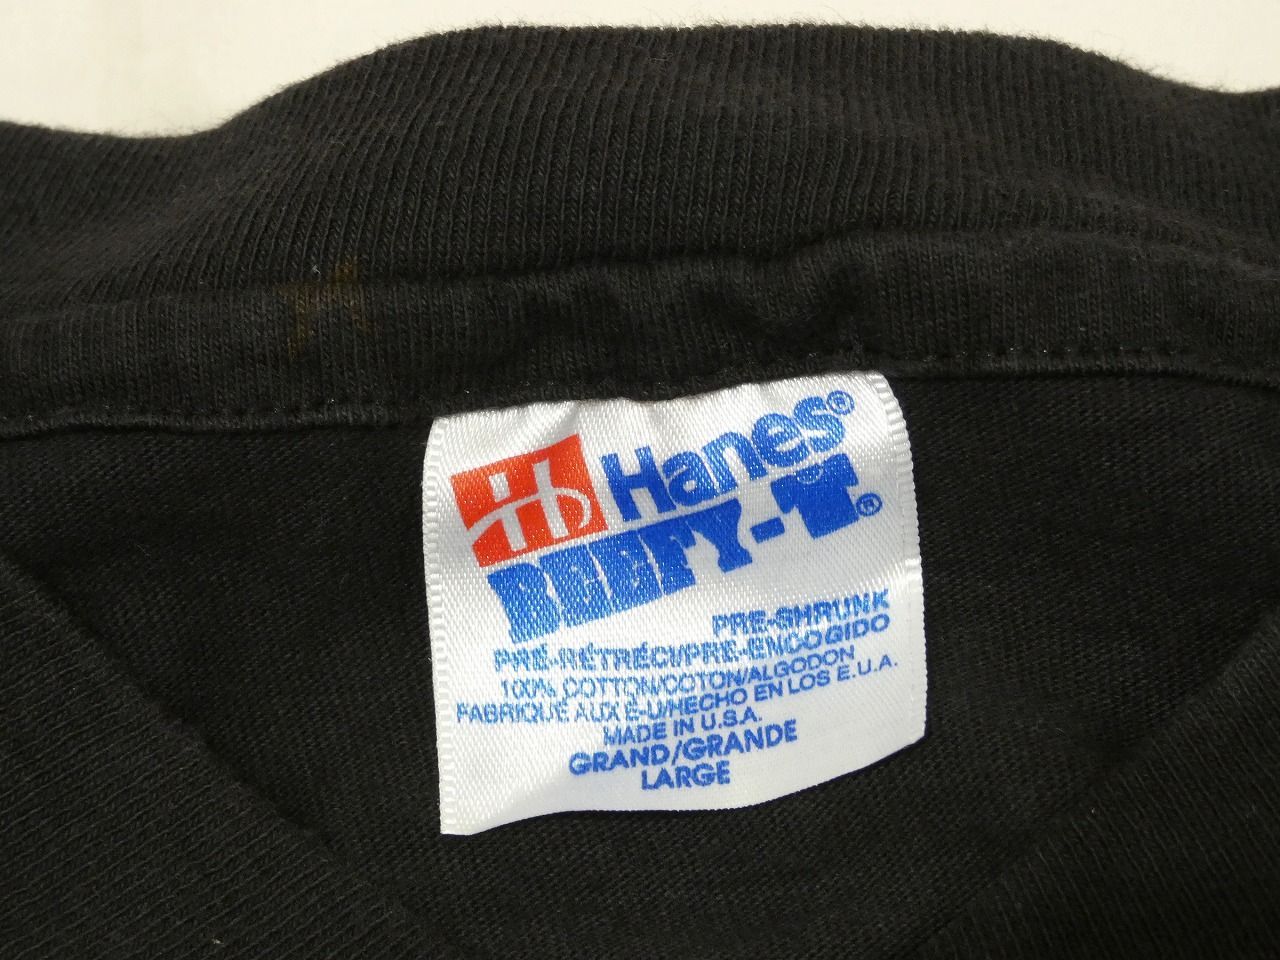 Hanes®
BEEFY-T®
PRE-SHRUNK
PRÉ-RÉTRÉCI/PRE-ENCOGIDO
100% COTTON/COTON/ALGODON
FABRIQUÉ AUX É-U/HECHO EN LOS E.U.A.
MADE IN U.S.A.
GRAND/GRANDE
LARGE